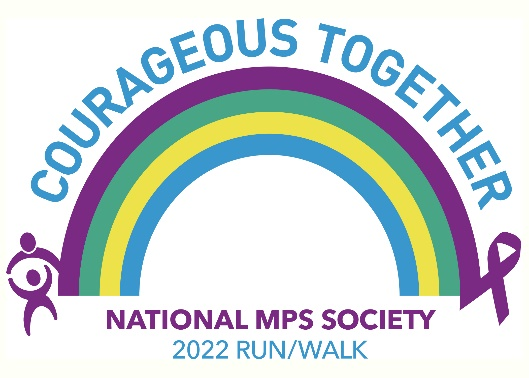 COURAGEOUS TOGETHER
NATIONAL MPS SOCIETY
2022 RUN/WALK